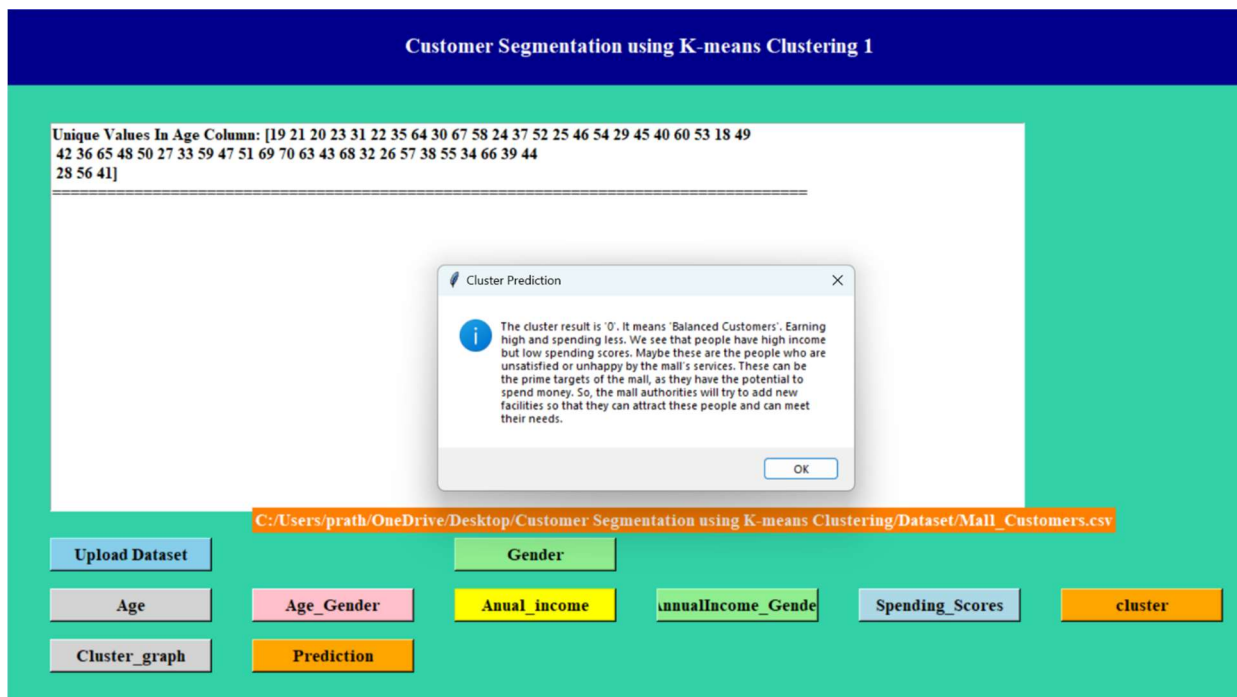 Customer Segmentation using K-means Clustering 1
Unique Values In Age Column: [19 21 20 23 31 22 35 64 30 67 58 24 37 52 25 46 54 29 45 40 60 53 18 49
42 36 65 48 50 27 33 59 47 51 69 70 63 43 68 32 26 57 38 55 34 66 39 44
28 56 41]
Cluster Prediction
The cluster result is '0'. It means 'Balanced Customers'. Earning
high and spending less. We see that people have high income
but low spending scores. Maybe these are the people who are
unsatisfied or unhappy by the mall's services. These can be
the prime targets of the mall, as they have the potential to
spend money. So, the mall authorities will try to add new
facilities so that they can attract these people and can meet
their needs.
OK
C:/Users/prath/OneDrive/Desktop/Customer Segmentation using K-means Clustering/Dataset/Mall_Customers.csv
Upload Dataset
Gender
Age
Age_Gender
Anual_income
nnualIncome_Gende
Spending_Scores
cluster
Cluster_graph
Prediction